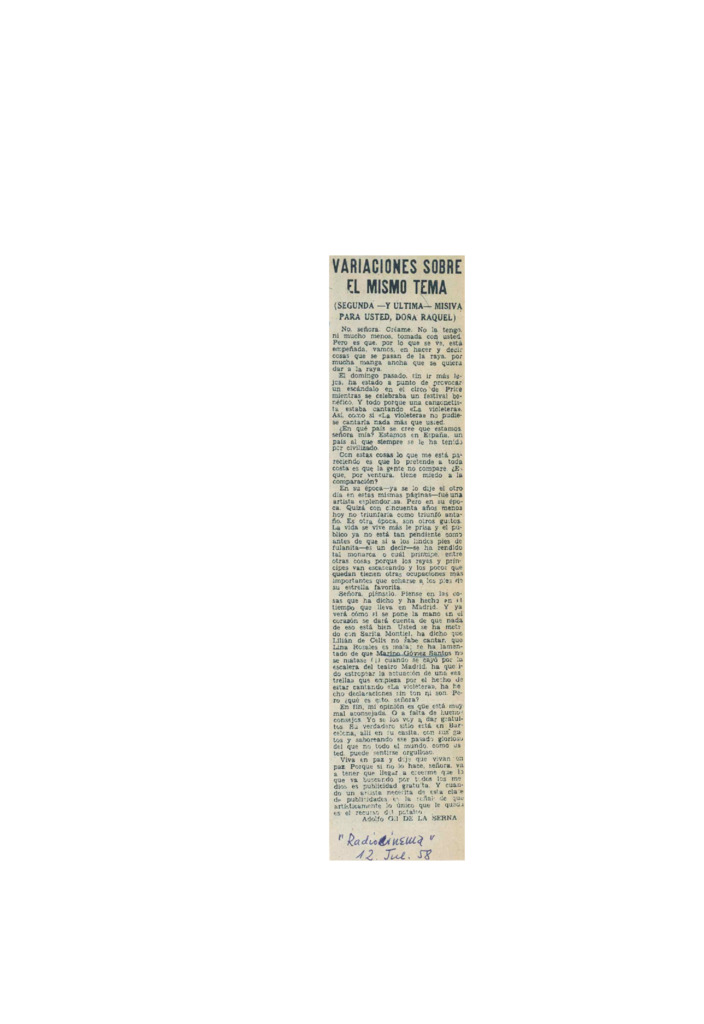 VARIACIONES SOBRE
EL MISMO TEMA
(SEGUNDA —Y ULTIMA— MISIVA
PARA USTED, DOÑA RAQUEL)
No, señora. Créame. No la tengo,
ni mucho menos, tomada con usted.
Pero es que, por lo que se ve, está
empeñada, vamos, en hacer y decir
cosas que se pasan de la raya, por
mucha manga ancha que se quiera
dar a la raya.
El domingo pasado, sin ir más le-
jos, ha estado a punto de provocar
un escándalo en el circo de Price
mientras se celebraba un festival be-
néfico. Y todo porque una canzonetis-
ta estaba cantando «La violetera».
Así, como si «La violetera» no pudie-
se cantarla nada más que usted.
¿En qué país se cree que estamos,
señora mía? Estamos en España, un
país al que siempre se le ha tenido
por civilizado.
Con estas cosas lo que me está pa-
reciendo es que lo pretende a toda
costa es que la gente no compare ¿Es
que, por ventura, tiene miedo a la
comparación?
En su época—ya se lo dije el otro
día en estas mismas páginas—fué una
artista esplendorosa. Pero en su épo-
ca. Quizá con cincuenta años menos
hoy no triunfaría como triunfó anta-
ño. Es otra época, son otros gustos.
La vida se vive más de prisa y el pú-
blico ya no está tan pendiente como
antes de que si a los lindos pies de
fulanita—es un decir—se ha rendido
tal monarca o cuál príncipe, entre
otras cosas porque los reyes y prín-
cipes van escaseando y los pocos que
quedan tienen otras ocupaciones más
importantes que echarse a los pies de
su estrella favorita.
Señora, piénselo. Piense en las co-
sas que ha dicho y ha hecho en el
tiempo que lleva en Madrid. Y ya
verá cómo si se pone la mano en el
corazón se dará cuenta de que nada
de eso está bien. Usted se ha meti-
do con Sarita Montiel, ha dicho que
Lilián de Celis no sabe cantar, que
Lina Rosales es mala; se ha lamen-
tado de que Marino Gómez Santos no
se matase cuando se cayó por la
escalera del teatro Madrid, ha que i-
do estropear la actuación de una es-
trella que empieza por el hecho de
estar cantando «La violetera», ha he-
cho declaraciones sin ton ni son. Pe-
ro ¿qué es esto, señora?
En fin, mi opinión es que está muy
mal aconsejada. O a falta de buenos
consejos. Yo se los voy a dar gratui-
tos. Su verdadero sitio está en Bar-
celona, allí en su casita, con sus ga-
tos y saboreando ese pasado glorioso
del que no todo el mundo, como us-
ted, puede sentirse orgulloso.
Viva en paz y deje que vivan en
paz. Porque si no lo hace, señora, va
a tener que llegar a creerme que lo
que va buscando por todos los me-
dios es publicidad gratuita. Y cuan-
do un artista necesita de esta clase
de publicidades es la señal de que
artísticamente lo único que le queda
es el recurso del pataleo.
Adolfo Gil DE LA SERNA
"Radiocinema"
12. Jul. 58